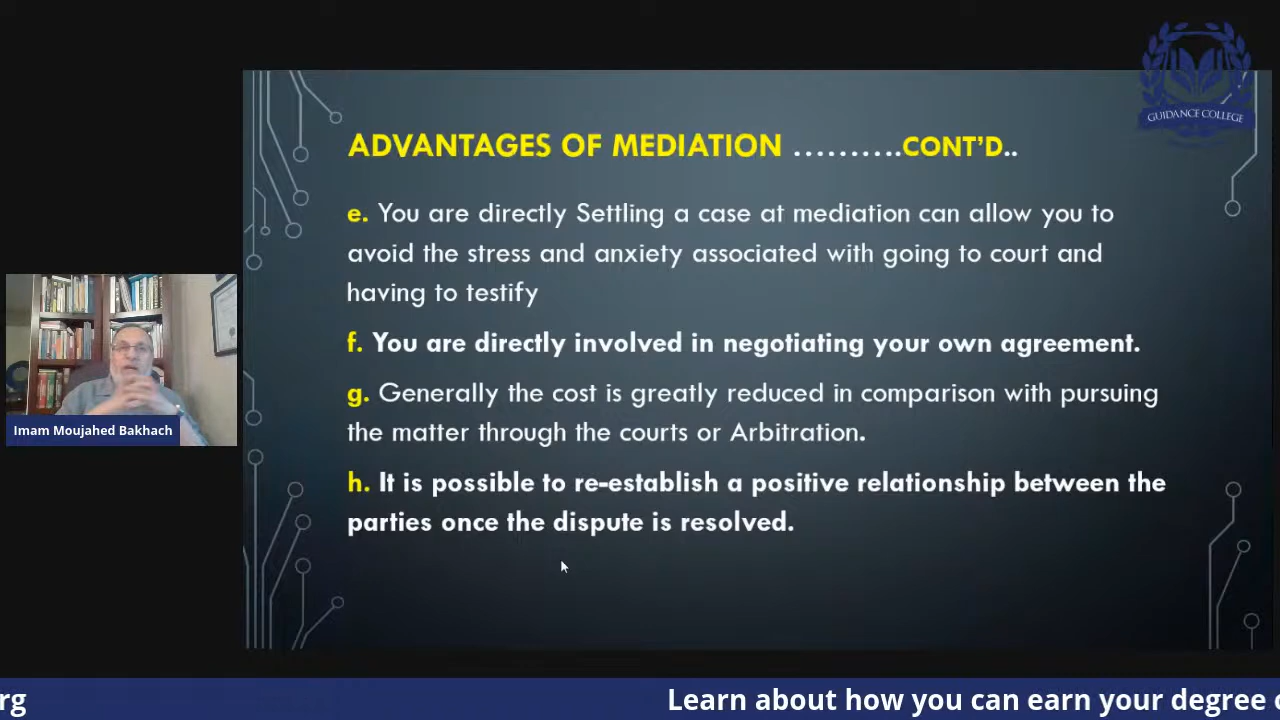 GUIDANCE COLLEGE
ADVANTAGES OF MEDIATION ……….CONT’D..
e. You are directly Settling a case at mediation can allow you to
avoid the stress and anxiety associated with going to court and
having to testify
f. You are directly involved in negotiating your own agreement.
g. Generally the cost is greatly reduced in comparison with pursuing
the matter through the courts or Arbitration.
h. It is possible to re-establish a positive relationship between the
parties once the dispute is resolved.
Imam Moujahed Bakhach
rg
Learn about how you can earn your degree